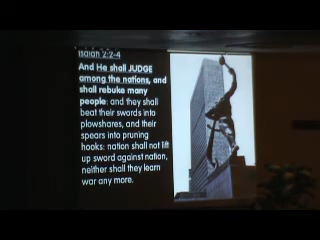 Isaiah 2:2-4
And He shall JUDGE
among the nations, and
shall rebuke many
people: and they shall
beat their swords into
plowshares, and their
spears into pruning
hooks: nation shall not lift
up sword against nation,
neither shall they learn
war any more.